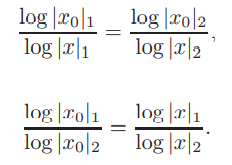 log |x₀|₁ / log |x|₁ = log |x₀|₂ / log |x|₂,
log |x₀|₁ / log |x₀|₂ = log |x|₁ / log |x|₂.